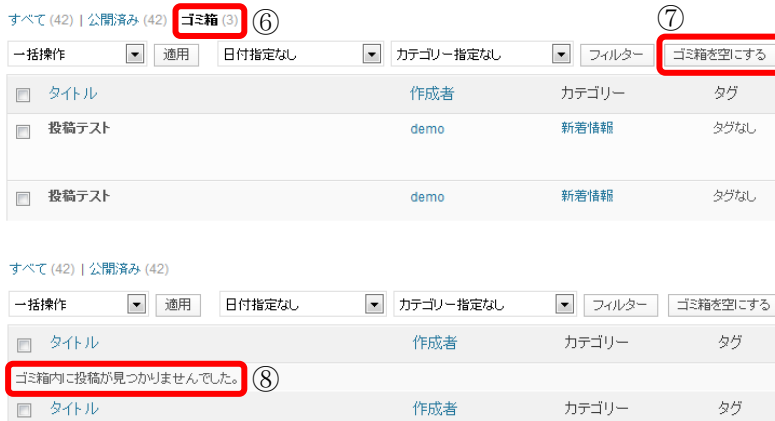 すべて (42) | 公開済み (42) ゴミ箱 (3) ⑥ ⑦
一括操作 適用 日付指定なし カテゴリー指定なし フィルター ゴミ箱を空にする
タイトル 作成者 カテゴリー タグ
投稿テスト demo 新着情報 タグなし
投稿テスト demo 新着情報 タグなし
すべて (42) | 公開済み (42)
一括操作 適用 日付指定なし カテゴリー指定なし フィルター ゴミ箱を空にする
タイトル 作成者 カテゴリー タグ
ゴミ箱内に投稿が見つかりませんでした。 ⑧
タイトル 作成者 カテゴリー タグ